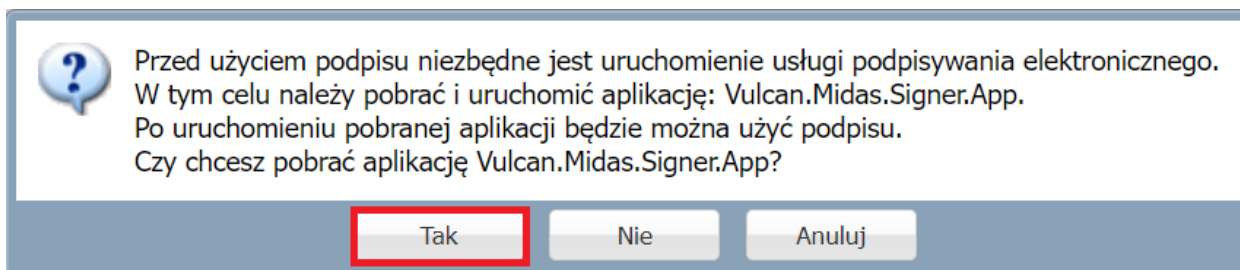 Przed użyciem podpisu niezbędne jest uruchomienie usługi podpisywania elektronicznego.
W tym celu należy pobrać i uruchomić aplikację: Vulcan.Midas.Signer.App.
Po uruchomieniu pobranej aplikacji będzie można użyć podpisu.
Czy chcesz pobrać aplikację Vulcan.Midas.Signer.App?
Tak Nie Anuluj